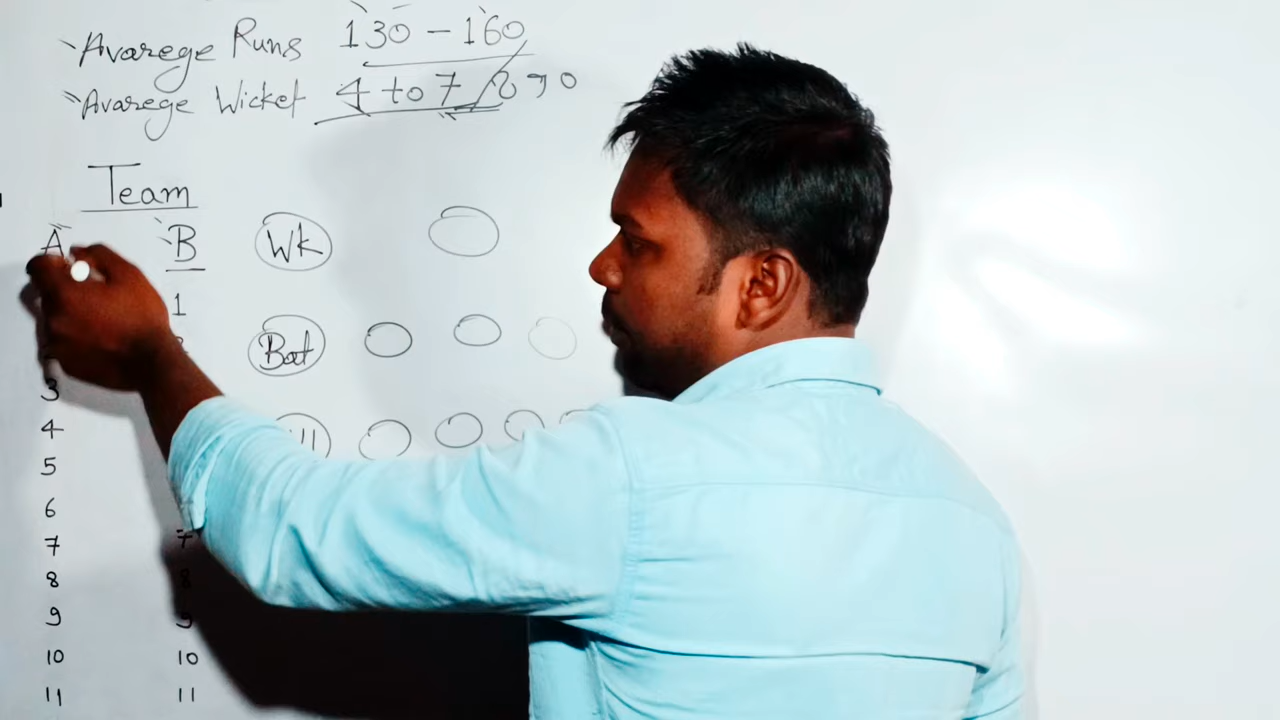 Avarege Runs 130 - 160
Avarege Wicket 4 to 7 / 890
Team
A B Wk
1
Bat
3
4
5
6
7 7
8 8
9 9
10 10
11 11